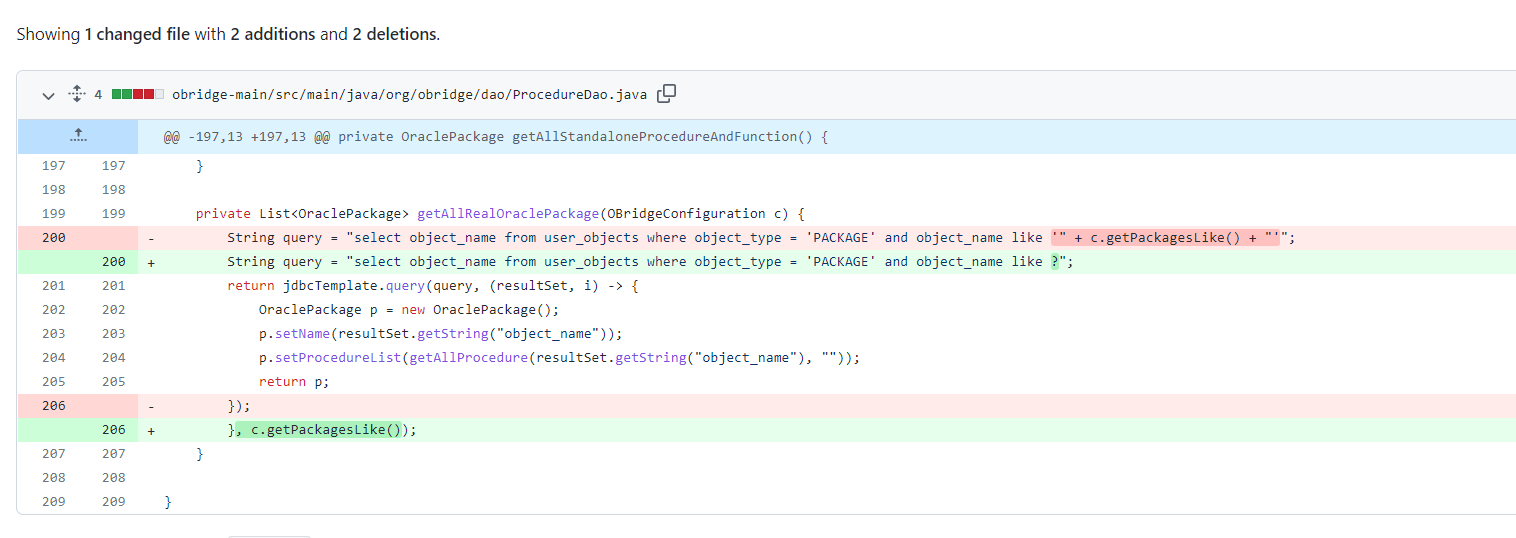 Showing 1 changed file with 2 additions and 2 deletions.
4 obridge-main/src/main/java/org/obridge/dao/ProcedureDao.java
@@ -197,13 +197,13 @@ private OraclePackage getAllStandaloneProcedureAndFunction() {
197 197 }
198 198
199 199 private List<OraclePackage> getAllRealOraclePackage(OBridgeConfiguration c) {
200 - String query = "select object_name from user_objects where object_type = 'PACKAGE' and object_name like '" + c.getPackagesLike() + "'";
200 + String query = "select object_name from user_objects where object_type = 'PACKAGE' and object_name like ?";
201 201 return jdbcTemplate.query(query, (resultSet, i) -> {
202 202 OraclePackage p = new OraclePackage();
203 203 p.setName(resultSet.getString("object_name"));
204 204 p.setProcedureList(getAllProcedure(resultSet.getString("object_name"), ""));
205 205 return p;
206 - });
206 + }, c.getPackagesLike());
207 207 }
208 208
209 209 }